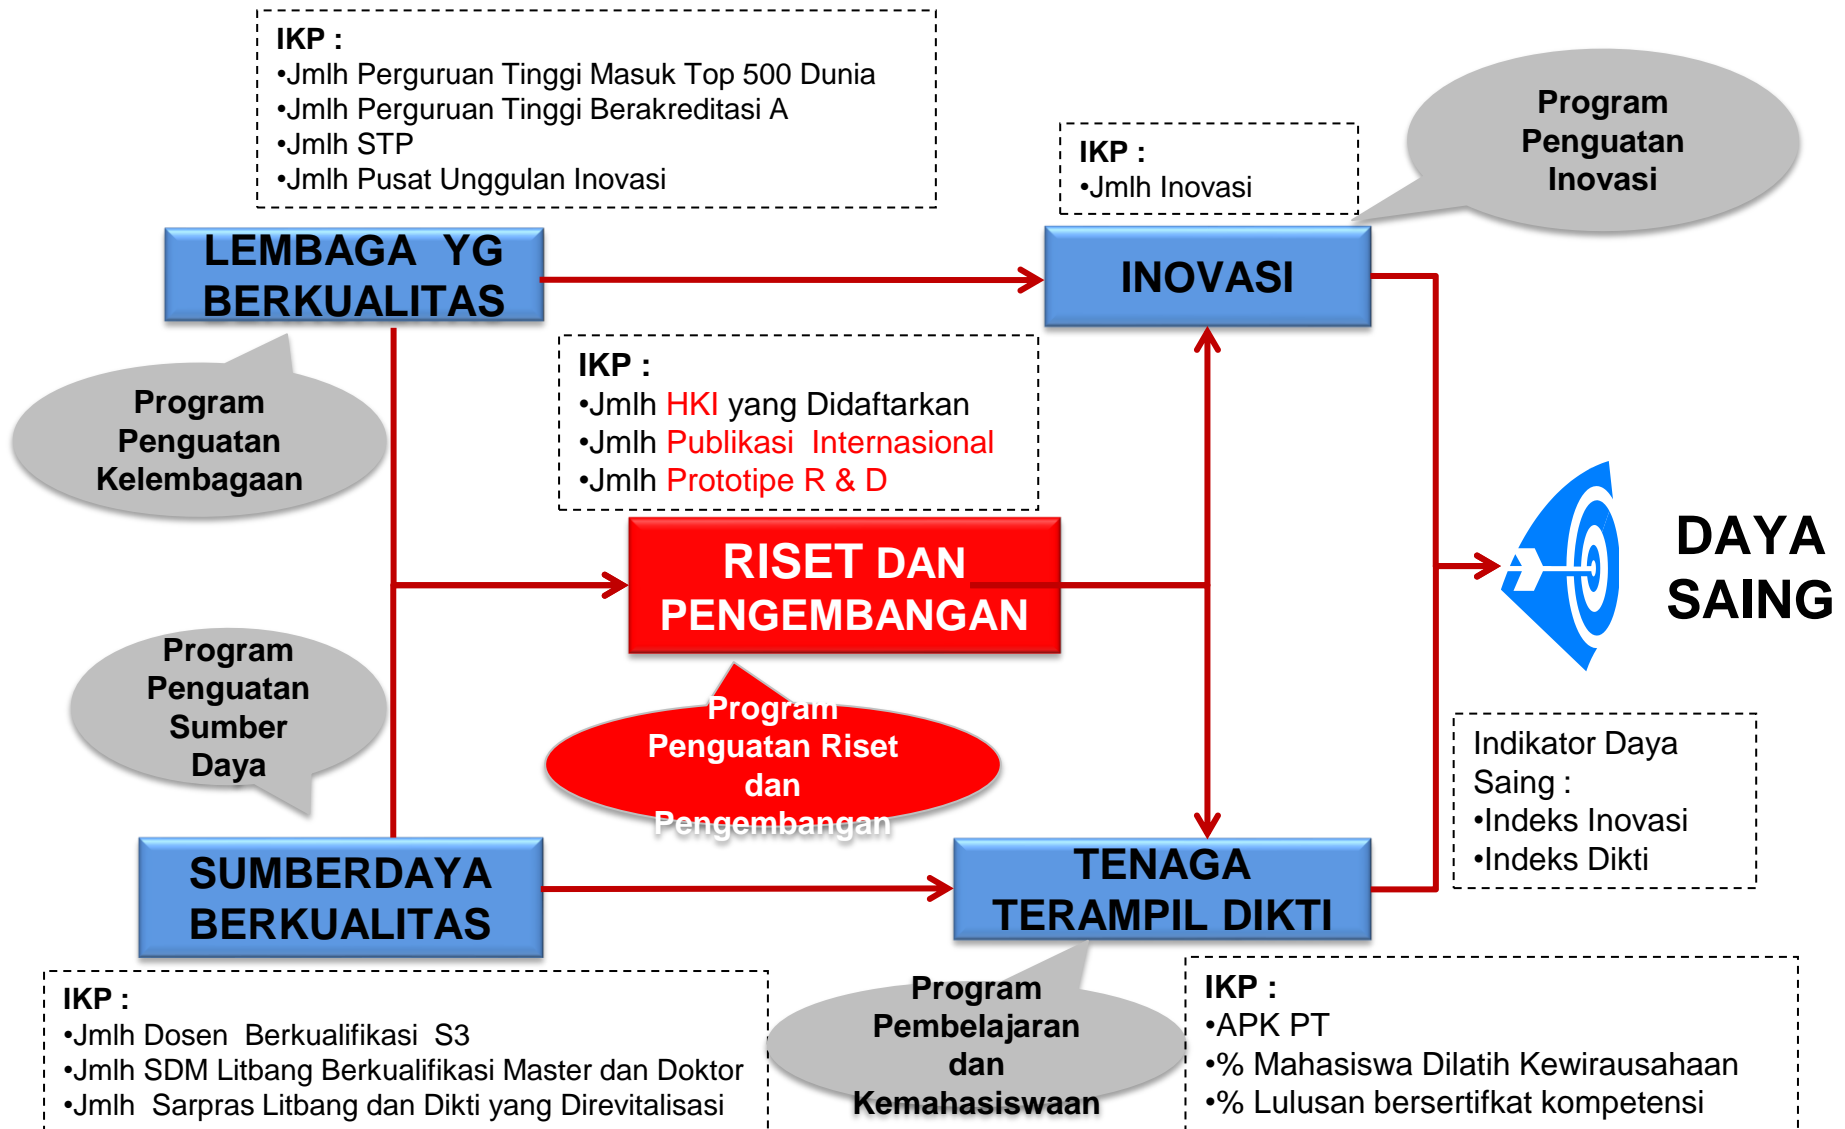 IKP :
•Jmlh Perguruan Tinggi Masuk Top 500 Dunia
•Jmlh Perguruan Tinggi Berakreditasi A
•Jmlh STP
•Jmlh Pusat Unggulan Inovasi
IKP :
•Jmlh Inovasi
Program
Penguatan
Inovasi
LEMBAGA YG
BERKUALITAS
INOVASI
Program
Penguatan
Kelembagaan
IKP :
•Jmlh HKI yang Didaftarkan
•Jmlh Publikasi Internasional
•Jmlh Prototipe R & D
RISET DAN
PENGEMBANGAN
DAYA
SAING
Program
Penguatan
Sumber
Daya
Program
Penguatan Riset
dan
Pengembangan
Indikator Daya
Saing :
•Indeks Inovasi
•Indeks Dikti
SUMBERDAYA
BERKUALITAS
TENAGA
TERAMPIL DIKTI
IKP :
•Jmlh Dosen Berkualifikasi S3
•Jmlh SDM Litbang Berkualifikasi Master dan Doktor
•Jmlh Sarpras Litbang dan Dikti yang Direvitalisasi
Program
Pembelajaran
dan
Kemahasiswaan
IKP :
•APK PT
•% Mahasiswa Dilatih Kewirausahaan
•% Lulusan bersertifkat kompetensi